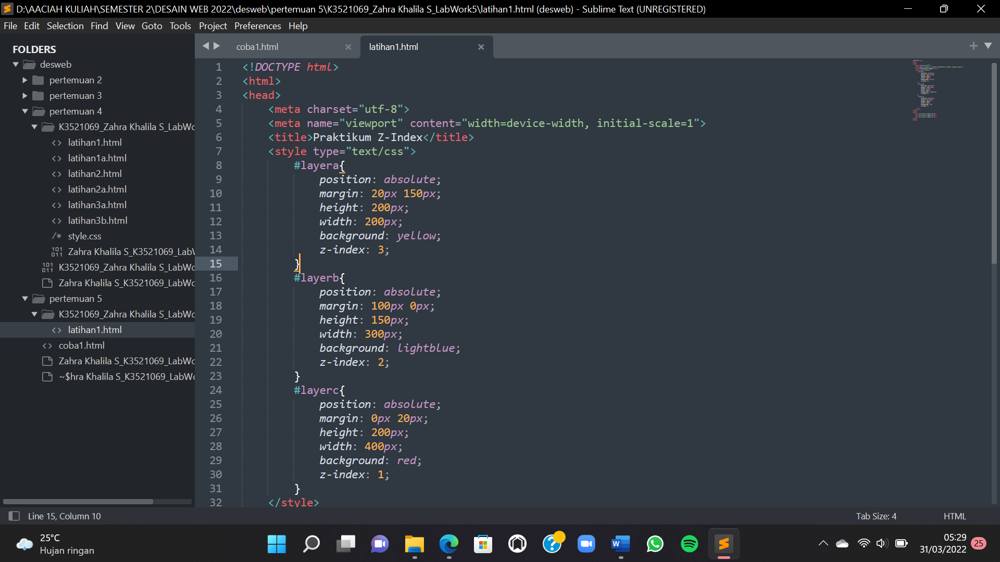 D:\AACIAH KULIAH\SEMESTER 2\DESAIN WEB 2022\desweb\pertemuan 5\K3521069_Zahra Khalila S_LabWork5\latihan1.html (desweb) - Sublime Text (UNREGISTERED)
File Edit Selection Find View Goto Tools Project Preferences Help
FOLDERS
desweb
pertemuan 2
pertemuan 3
pertemuan 4
K3521069_Zahra Khalila S_LabWo
latihan1.html
latihan1a.html
latihan2.html
latihan2a.html
latihan3a.html
latihan3b.html
/* style.css
Zahra Khalila S_K3521069_LabW
K3521069_Zahra Khalila S_LabWo
Zahra Khalila S_K3521069_LabWo
pertemuan 5
K3521069_Zahra Khalila S_LabWo
latihan1.html
coba1.html
Zahra Khalila S_K3521069_LabWo
~$hra Khalila S_K3521069_LabWo
coba1.html
latihan1.html
1 <!DOCTYPE html>
2 <html>
3 <head>
4 <meta charset="utf-8">
5 <meta name="viewport" content="width=device-width, initial-scale=1">
6 <title>Praktikum Z-Index</title>
7 <style type="text/css">
8 #layera{
9 position: absolute;
10 margin: 20px 150px;
11 height: 200px;
12 width: 200px;
13 background: yellow;
14 z-index: 3;
15 }
16 #layerb{
17 position: absolute;
18 margin: 100px 0px;
19 height: 150px;
20 width: 300px;
21 background: lightblue;
22 z-index: 2;
23 }
24 #layerc{
25 position: absolute;
26 margin: 0px 20px;
27 height: 200px;
28 width: 400px;
29 background: red;
30 z-index: 1;
31 }
32 </style>
Line 15, Column 10
Tab Size: 4
HTML
25°C
Hujan ringan
05:29
31/03/2022
25